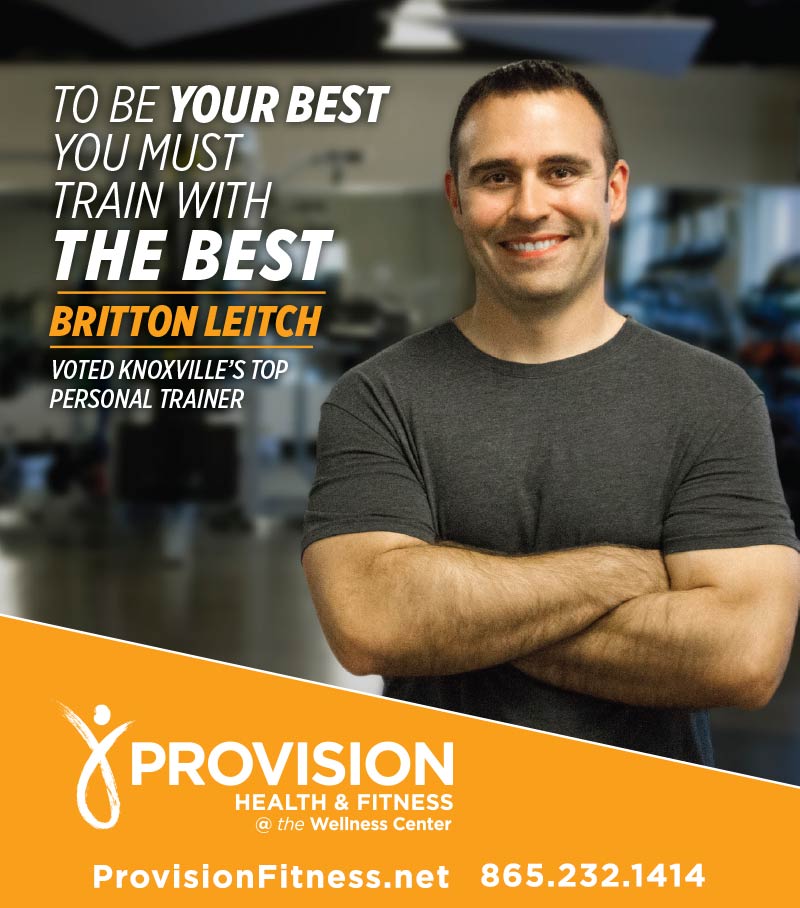 TO BE YOUR BEST
YOU MUST
TRAIN WITH
THE BEST
BRITTON LEITCH
VOTED KNOXVILLE'S TOP
PERSONAL TRAINER
PROVISION
HEALTH & FITNESS
@ the Wellness Center
ProvisionFitness.net 865.232.1414